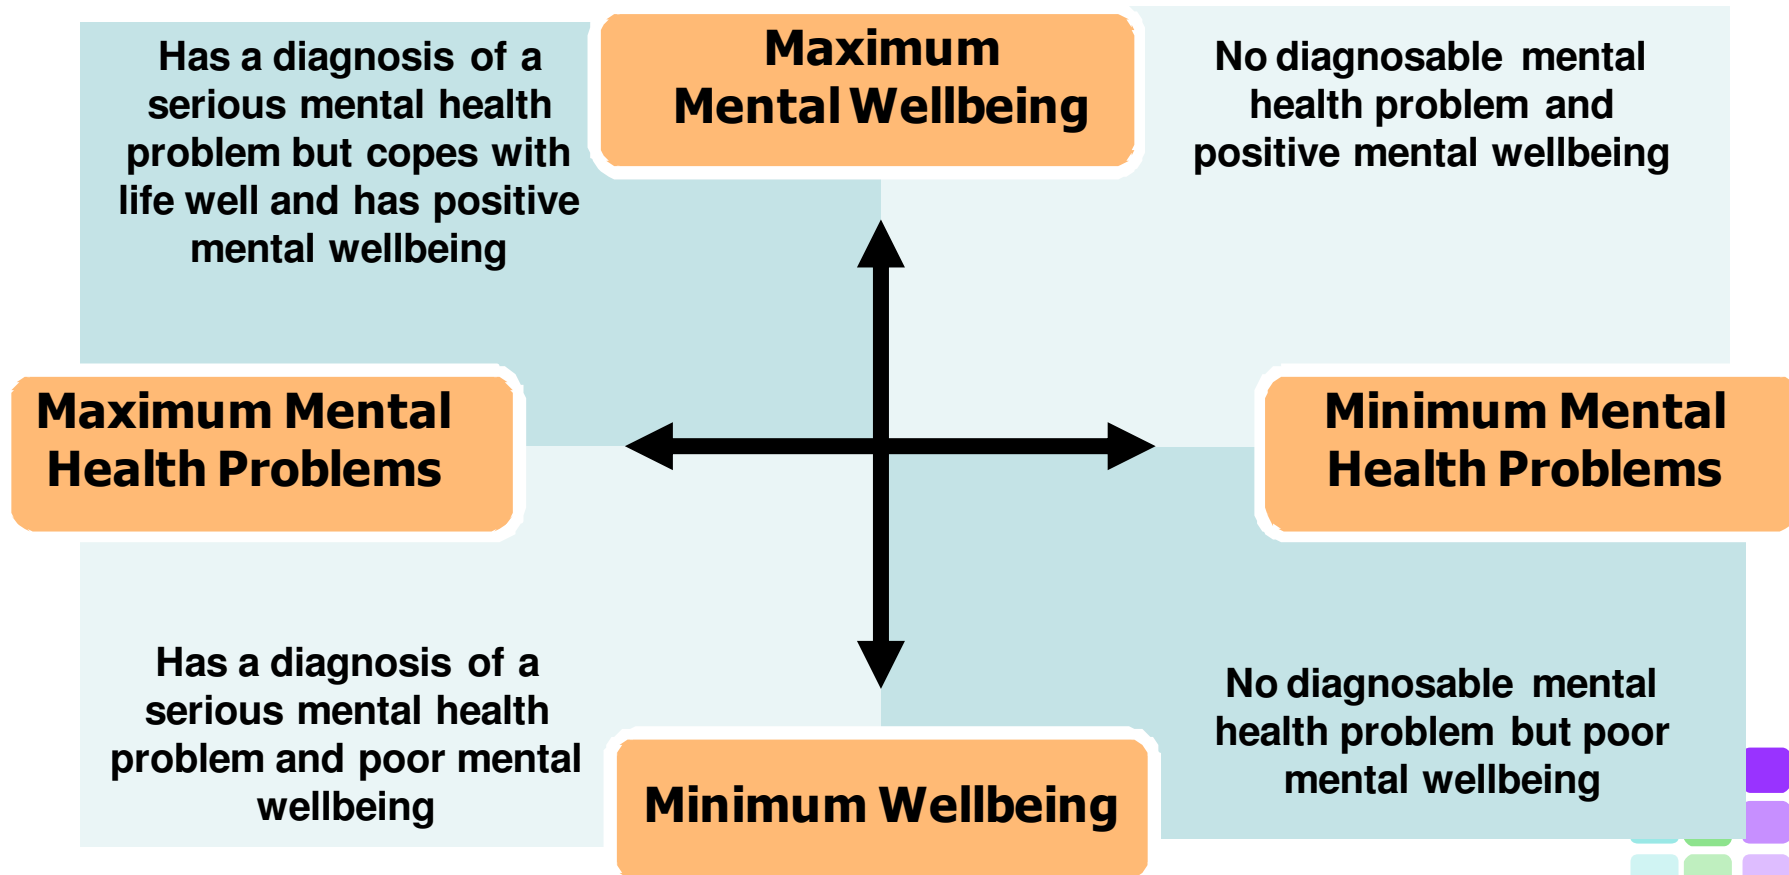 Has a diagnosis of a
serious mental health
problem but copes with
life well and has positive
mental wellbeing
Maximum
Mental Wellbeing
No diagnosable mental
health problem and
positive mental wellbeing
Maximum Mental
Health Problems
Minimum Mental
Health Problems
Has a diagnosis of a
serious mental health
problem and poor mental
wellbeing
Minimum Wellbeing
No diagnosable mental
health problem but poor
mental wellbeing